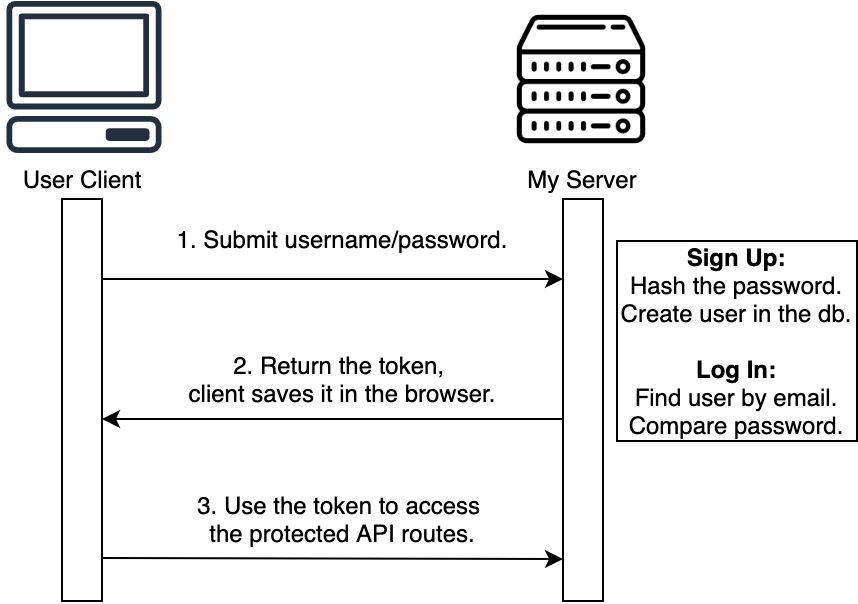 User Client
My Server
1. Submit username/password.
Sign Up:
Hash the password.
Create user in the db.
2. Return the token,
client saves it in the browser.
Log In:
Find user by email.
Compare password.
3. Use the token to access
the protected API routes.